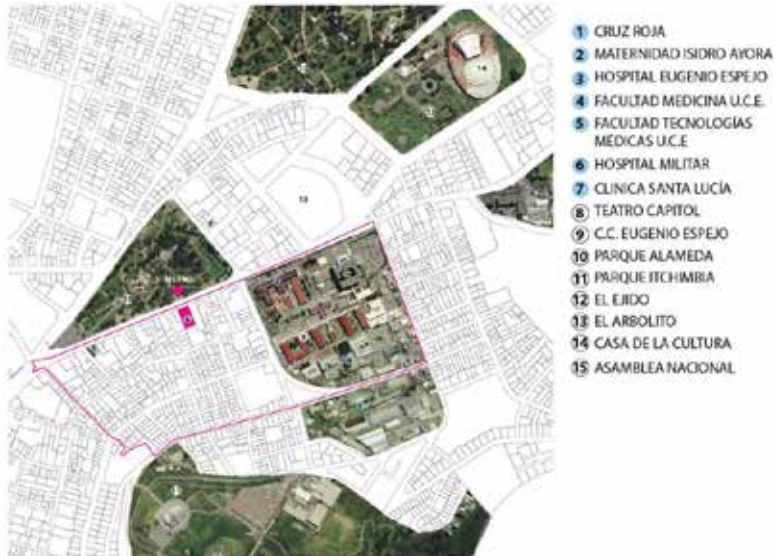 1 CRUZ ROJA
2 MATERNIDAD ISIDRO AYORA
3 HOSPITAL EUGENIO ESPEJO
4 FACULTAD MEDICINA U.C.E.
5 FACULTAD TECNOLOGÍAS
MÉDICAS U.C.E
6 HOSPITAL MILITAR
7 CLINICA SANTA LUCÍA
8 TEATRO CAPITOL
9 C.C. EUGENIO ESPEJO
10 PARQUE ALAMEDA
11 PARQUE ITCHIMBIA
12 EL EJIDO
13 EL ARBOLITO
14 CASA DE LA CULTURA
15 ASAMBLEA NACIONAL
14